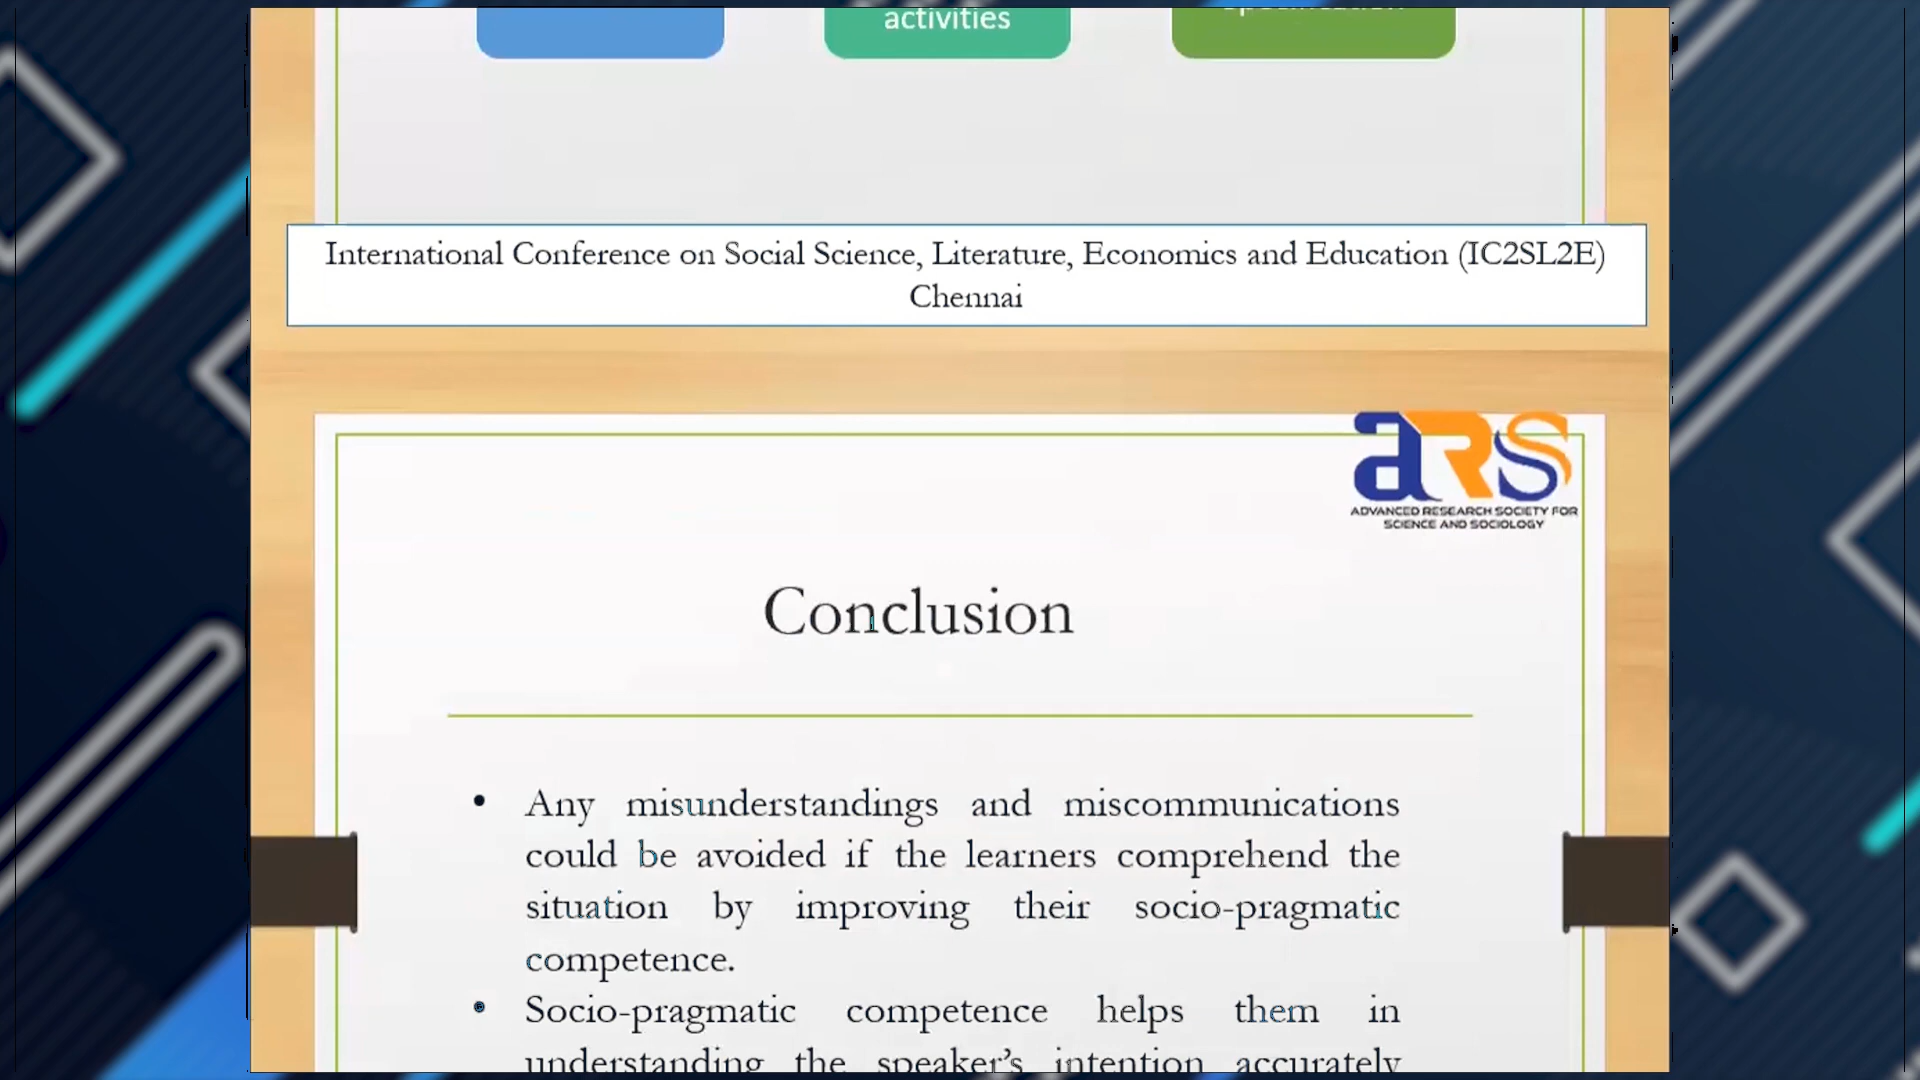 activities
International Conference on Social Science, Literature, Economics and Education (IC2SL2E)
Chennai
aRS
ADVANCED RESEARCH SOCIETY FOR
SCIENCE AND SOCIOLOGY
Conclusion
• Any misunderstandings and miscommunications
could be avoided if the learners comprehend the
situation by improving their socio-pragmatic
competence.
• Socio-pragmatic competence helps them in
understanding the speaker’s intention accurately